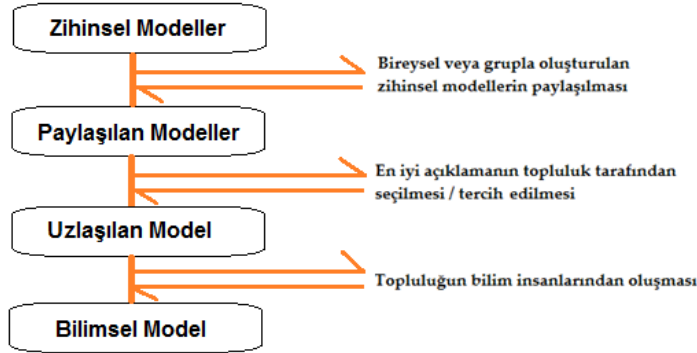 Zihinsel Modeller
Bireysel veya grupla oluşturulan
zihinsel modellerin paylaşılması
Paylaşılan Modeller
En iyi açıklamanın topluluk tarafından
seçilmesi / tercih edilmesi
Uzlaşılan Model
Topluluğun bilim insanlarından oluşması
Bilimsel Model